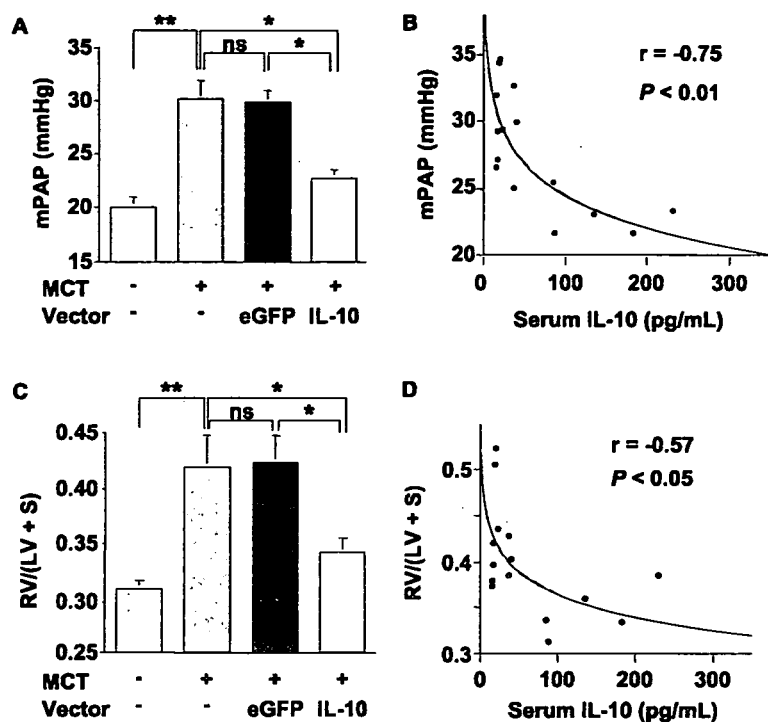 A
** *
ns *
mPAP (mmHg)
35
30
25
20
15
MCT - + + +
Vector - - eGFP IL-10
B
r = -0.75
P < 0.01
mPAP (mmHg)
35
30
25
20
0 100 200 300
Serum IL-10 (pg/mL)
C
** *
ns *
RV/(LV + S)
0.45
0.40
0.35
0.30
0.25
MCT - + + +
Vector - - eGFP IL-10
D
r = -0.57
P < 0.05
RV/(LV + S)
0.5
0.4
0.3
0 100 200 300
Serum IL-10 (pg/mL)